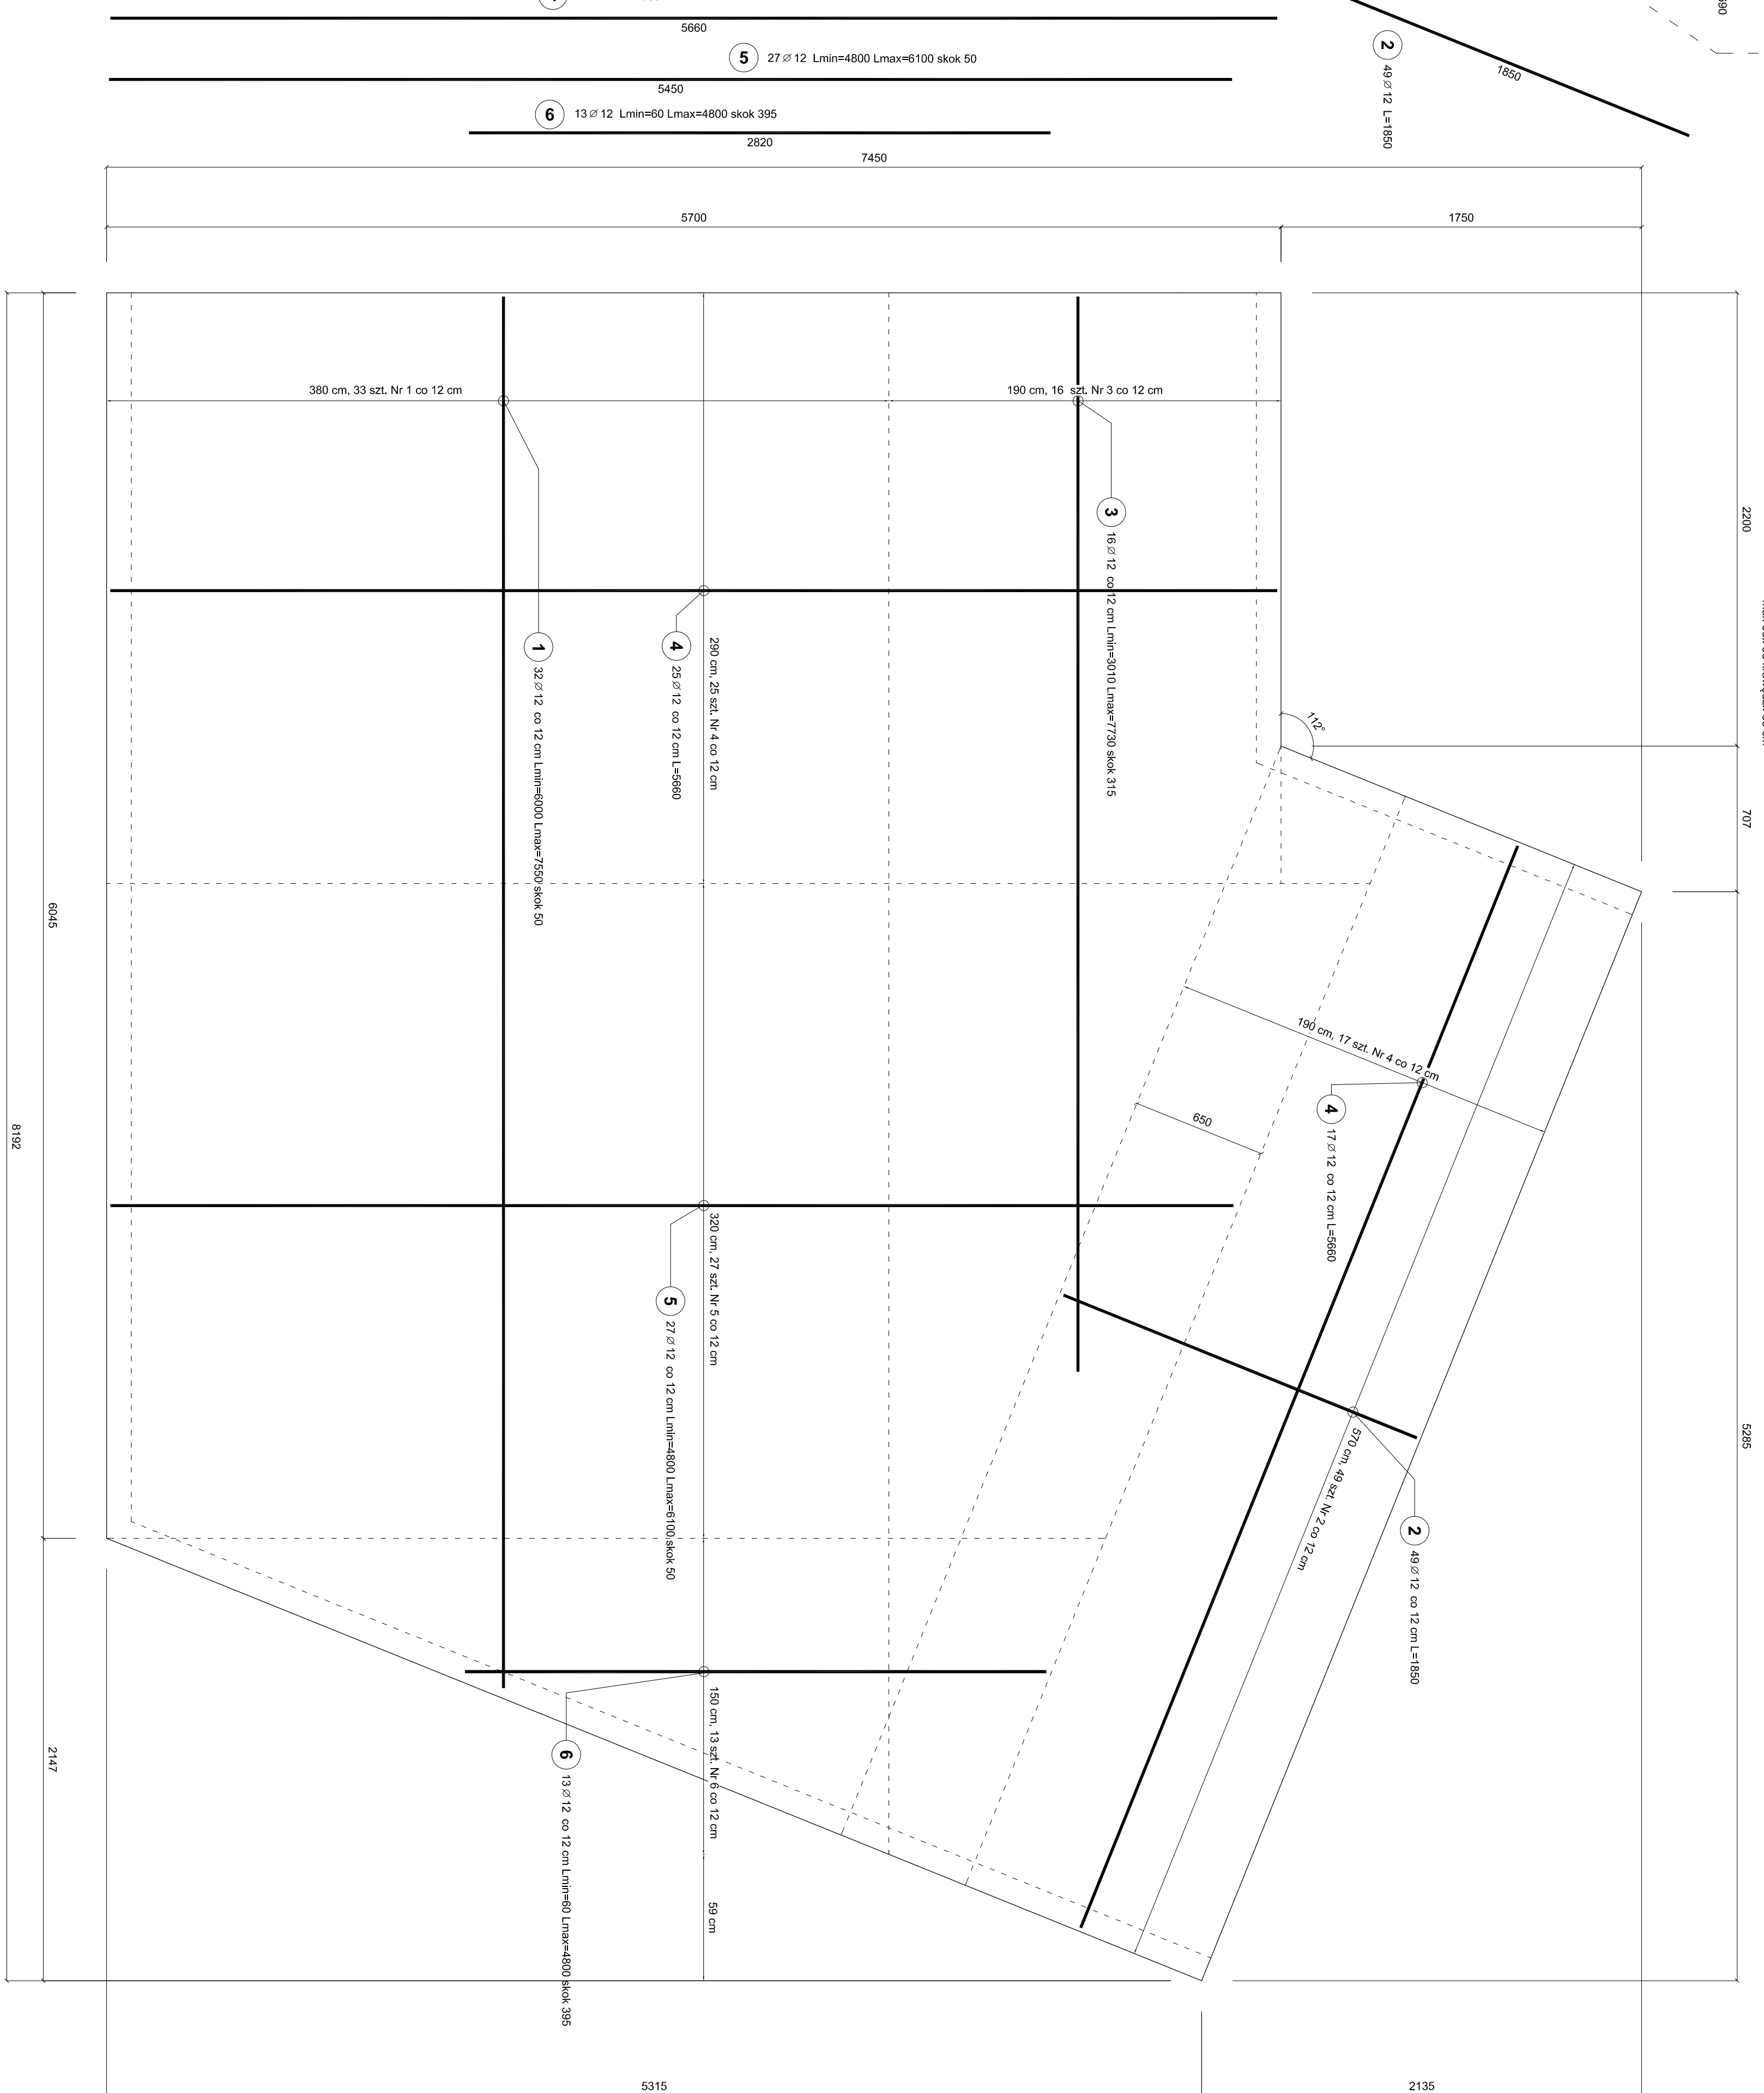 5660
5 27 ∅ 12 Lmin=4800 Lmax=6100 skok 50
5450
6 13 ∅ 12 Lmin=60 Lmax=4800 skok 395
2820
2 49 ∅ 12 L=1850
1850
7450
5700
1750
380 cm, 33 szt. Nr 1 co 12 cm
190 cm, 16 szt. Nr 3 co 12 cm
3 16 ∅ 12 co 12 cm Lmin=3010 Lmax=7730 skok 315
2200
1 32 ∅ 12 co 12 cm Lmin=6000 Lmax=7550 skok 50
4 25 ∅ 12 co 12 cm L=5660
290 cm, 25 szt. Nr 4 co 12 cm
112°
707
6045
8192
190 cm, 17 szt. Nr 4 co 12 cm
4 17 ∅ 12 co 12 cm L=5660
650
5 27 ∅ 12 co 12 cm Lmin=4800 Lmax=6100 skok 50
320 cm, 27 szt. Nr 5 co 12 cm
570 cm, 49 szt. Nr 2 co 12 cm
2 49 ∅ 12 co 12 cm L=1850
5285
2147
6 13 ∅ 12 co 12 cm Lmin=60 Lmax=4800 skok 395
150 cm, 13 szt. Nr 6 co 12 cm
59 cm
5315
2135